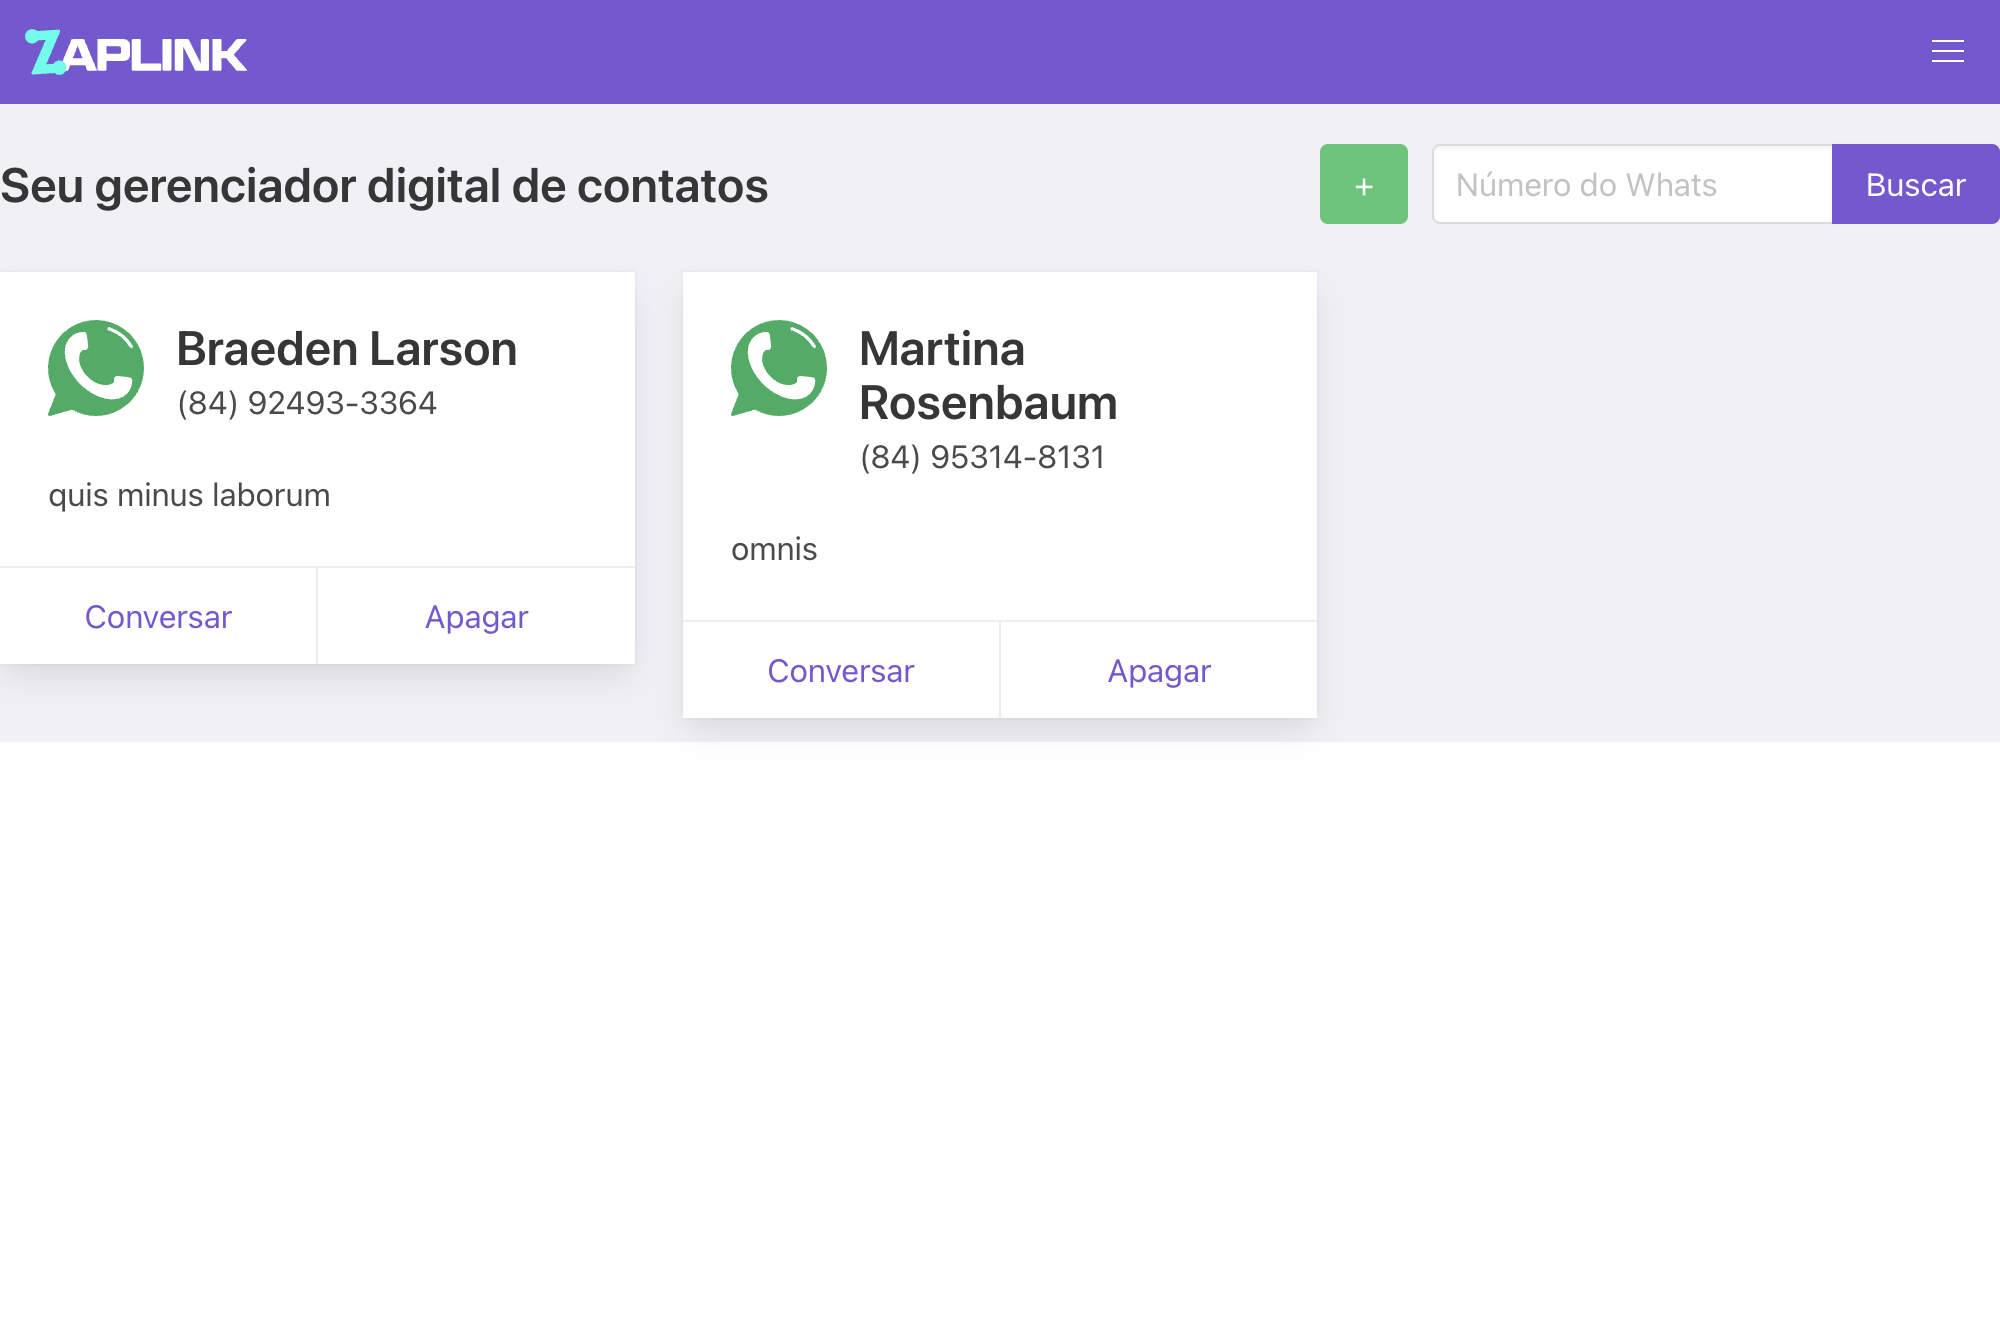 ZAPLINK
Seu gerenciador digital de contatos
+
Número do Whats
Buscar
Braeden Larson
(84) 92493-3364
quis minus laborum
Conversar
Apagar
Martina
Rosenbaum
(84) 95314-8131
omnis
Conversar
Apagar